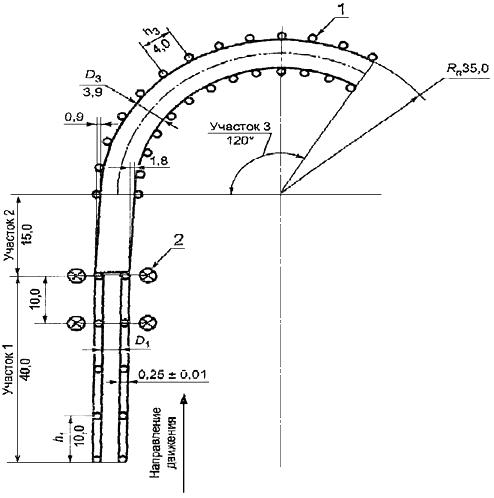 1
h3
4,0
D3
3,9
Rп35,0
0,9
Участок 3
120°
1,8
Участок 2
15,0
2
10,0
D1
0,25 ± 0,01
Участок 1
40,0
h1
10,0
Направление
движения